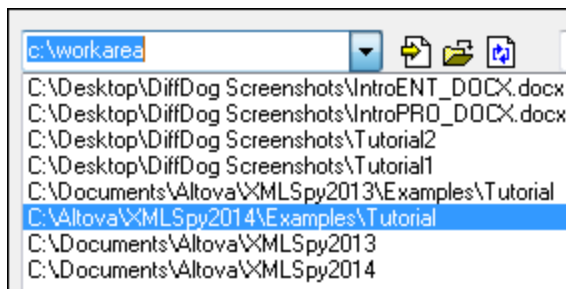 c:\workarea
C:\Desktop\DiffDog Screenshots\IntroENT_DOCX.docx
C:\Desktop\DiffDog Screenshots\IntroPRO_DOCX.docx
C:\Desktop\DiffDog Screenshots\Tutorial2
C:\Desktop\DiffDog Screenshots\Tutorial1
C:\Documents\Altova\XMLSpy2013\Examples\Tutorial
C:\Altova\XMLSpy2014\Examples\Tutorial
C:\Documents\Altova\XMLSpy2013
C:\Documents\Altova\XMLSpy2014